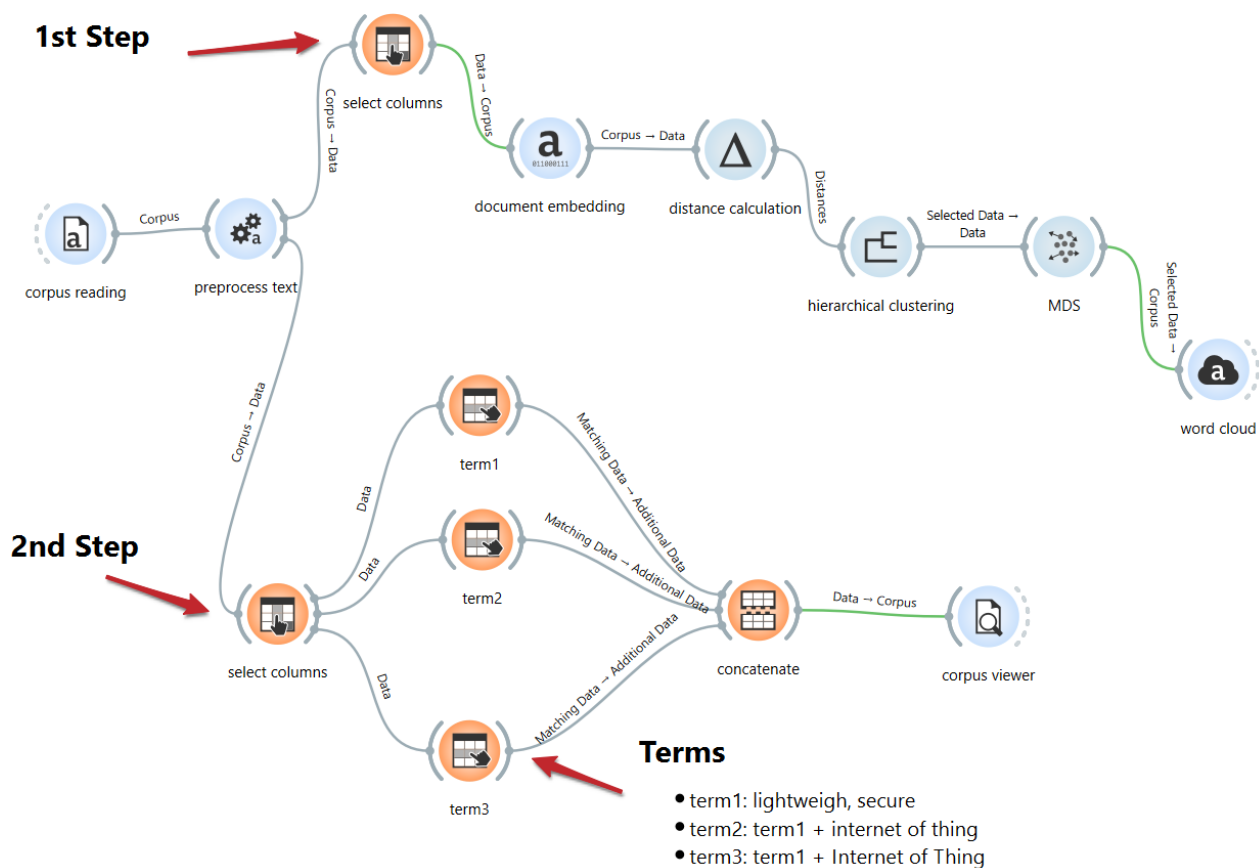 1st Step
select columns
Corpus → Data
Data → Corpus
a
011000111
document embedding
Corpus → Data
Δ
distance calculation
Distances
hierarchical clustering
Selected Data →
Data
MDS
Selected Data →
Corpus
a
word cloud
a
corpus reading
Corpus
a
preprocess text
Corpus → Data
2nd Step
select columns
Data
Data
Data
term1
term2
term3
Matching Data → Additional Data
Matching Data → Additional Data
Matching Data → Additional Data
concatenate
Data → Corpus
corpus viewer
Terms
• term1: lightweigh, secure
• term2: term1 + internet of thing
• term3: term1 + Internet of Thing